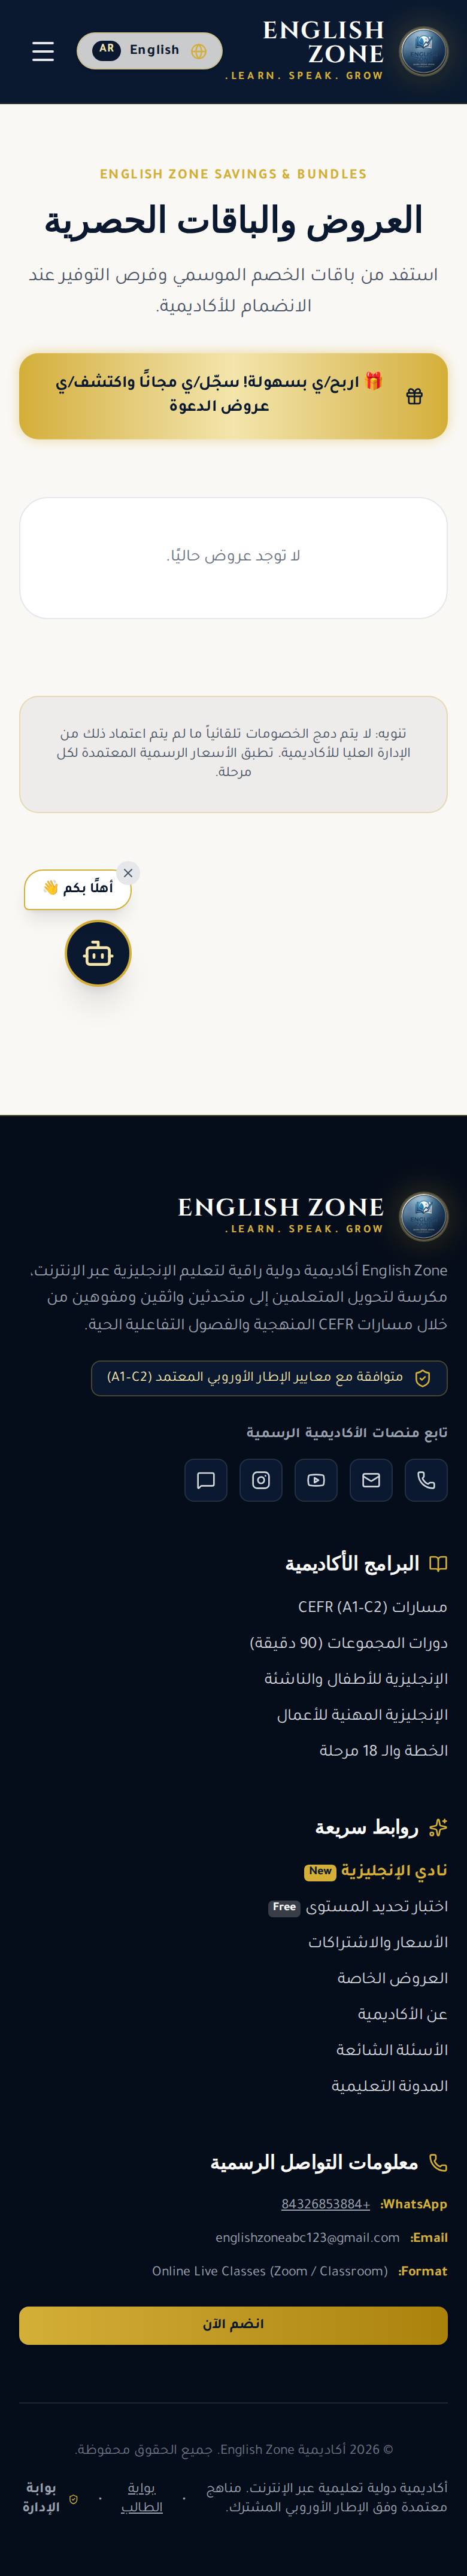 ENGLISH
ZONE
.LEARN. SPEAK. GROW
English AR
ENGLISH ZONE SAVINGS & BUNDLES
العروض والباقات الحصرية
استفد من باقات الخصم الموسمي وفرص التوفير عند
الانضمام للأكاديمية.
🎁 اربح/ي بسهولة! سجّل/ي مجانًا واكتشف/ي
عروض الدعوة
لا توجد عروض حاليًا.
تنويه: لا يتم دمج الخصومات تلقائياً ما لم يتم اعتماد ذلك من
الإدارة العليا للأكاديمية. تطبق الأسعار الرسمية المعتمدة لكل
مرحلة.
أهلًا بكم 👋
ENGLISH ZONE
.LEARN. SPEAK. GROW
English Zone أكاديمية دولية راقية لتعليم الإنجليزية عبر الإنترنت،
مكرسة لتحويل المتعلمين إلى متحدثين واثقين ومفوهين من
خلال مسارات CEFR المنهجية والفصول التفاعلية الحية.
متوافقة مع معايير الإطار الأوروبي المعتمد (A1-C2)
تابع منصات الأكاديمية الرسمية
البرامج الأكاديمية
مسارات CEFR (A1-C2)
دورات المجموعات (90 دقيقة)
الإنجليزية للأطفال والناشئة
الإنجليزية المهنية للأعمال
الخطة والـ 18 مرحلة
روابط سريعة
نادي الإنجليزية New
اختبار تحديد المستوى Free
الأسعار والاشتراكات
العروض الخاصة
عن الأكاديمية
الأسئلة الشائعة
المدونة التعليمية
معلومات التواصل الرسمية
WhatsApp: 84326853884+
Email: englishzoneabc123@gmail.com
Format: Online Live Classes (Zoom / Classroom)
انضم الآن
© 2026 أكاديمية English Zone. جميع الحقوق محفوظة.
أكاديمية دولية تعليمية عبر الإنترنت. مناهج
معتمدة وفق الإطار الأوروبي المشترك.
•
بوابة
الطالب
•
بوابة
الإدارة